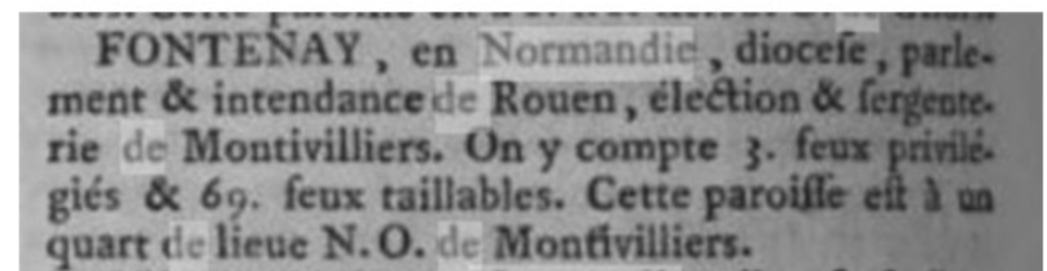 FONTENAY, en Normandie, dioceſe, parle-
ment & intendance de Rouen, élection & ſergente-
rie de Montivilliers. On y compte 3. feux privilé-
giés & 69. feux taillables. Cette paroiſſe eſt à un
quart de lieue N.O. de Montivilliers.